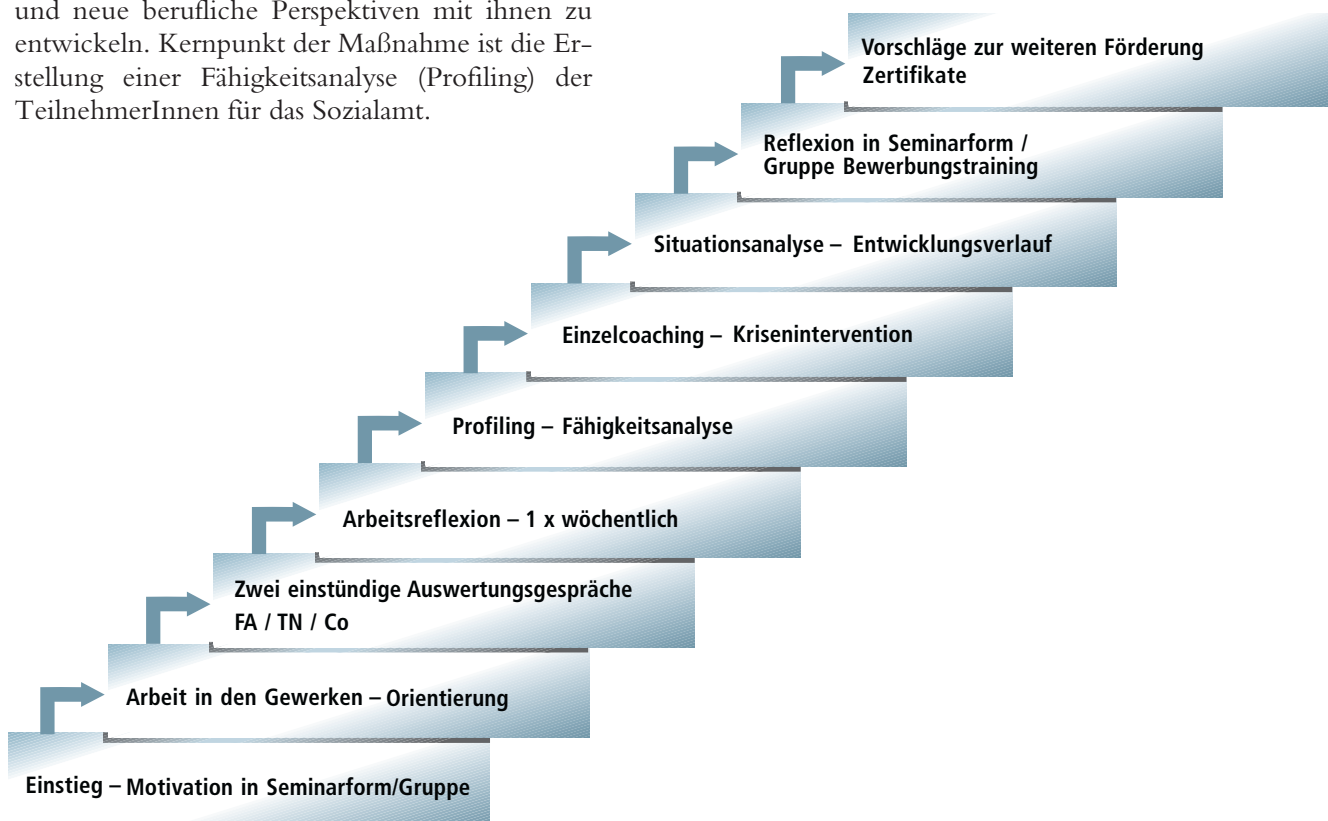 und neue berufliche Perspektiven mit ihnen zu
entwickeln. Kernpunkt der Maßnahme ist die Er-
stellung einer Fähigkeitsanalyse (Profiling) der
TeilnehmerInnen für das Sozialamt.
Vorschläge zur weiteren Förderung
Zertifikate
Reflexion in Seminarform /
Gruppe Bewerbungstraining
Situationsanalyse – Entwicklungsverlauf
Einzelcoaching – Krisenintervention
Profiling – Fähigkeitsanalyse
Arbeitsreflexion – 1 x wöchentlich
Zwei einstündige Auswertungsgespräche
FA / TN / Co
Arbeit in den Gewerken – Orientierung
Einstieg – Motivation in Seminarform/Gruppe